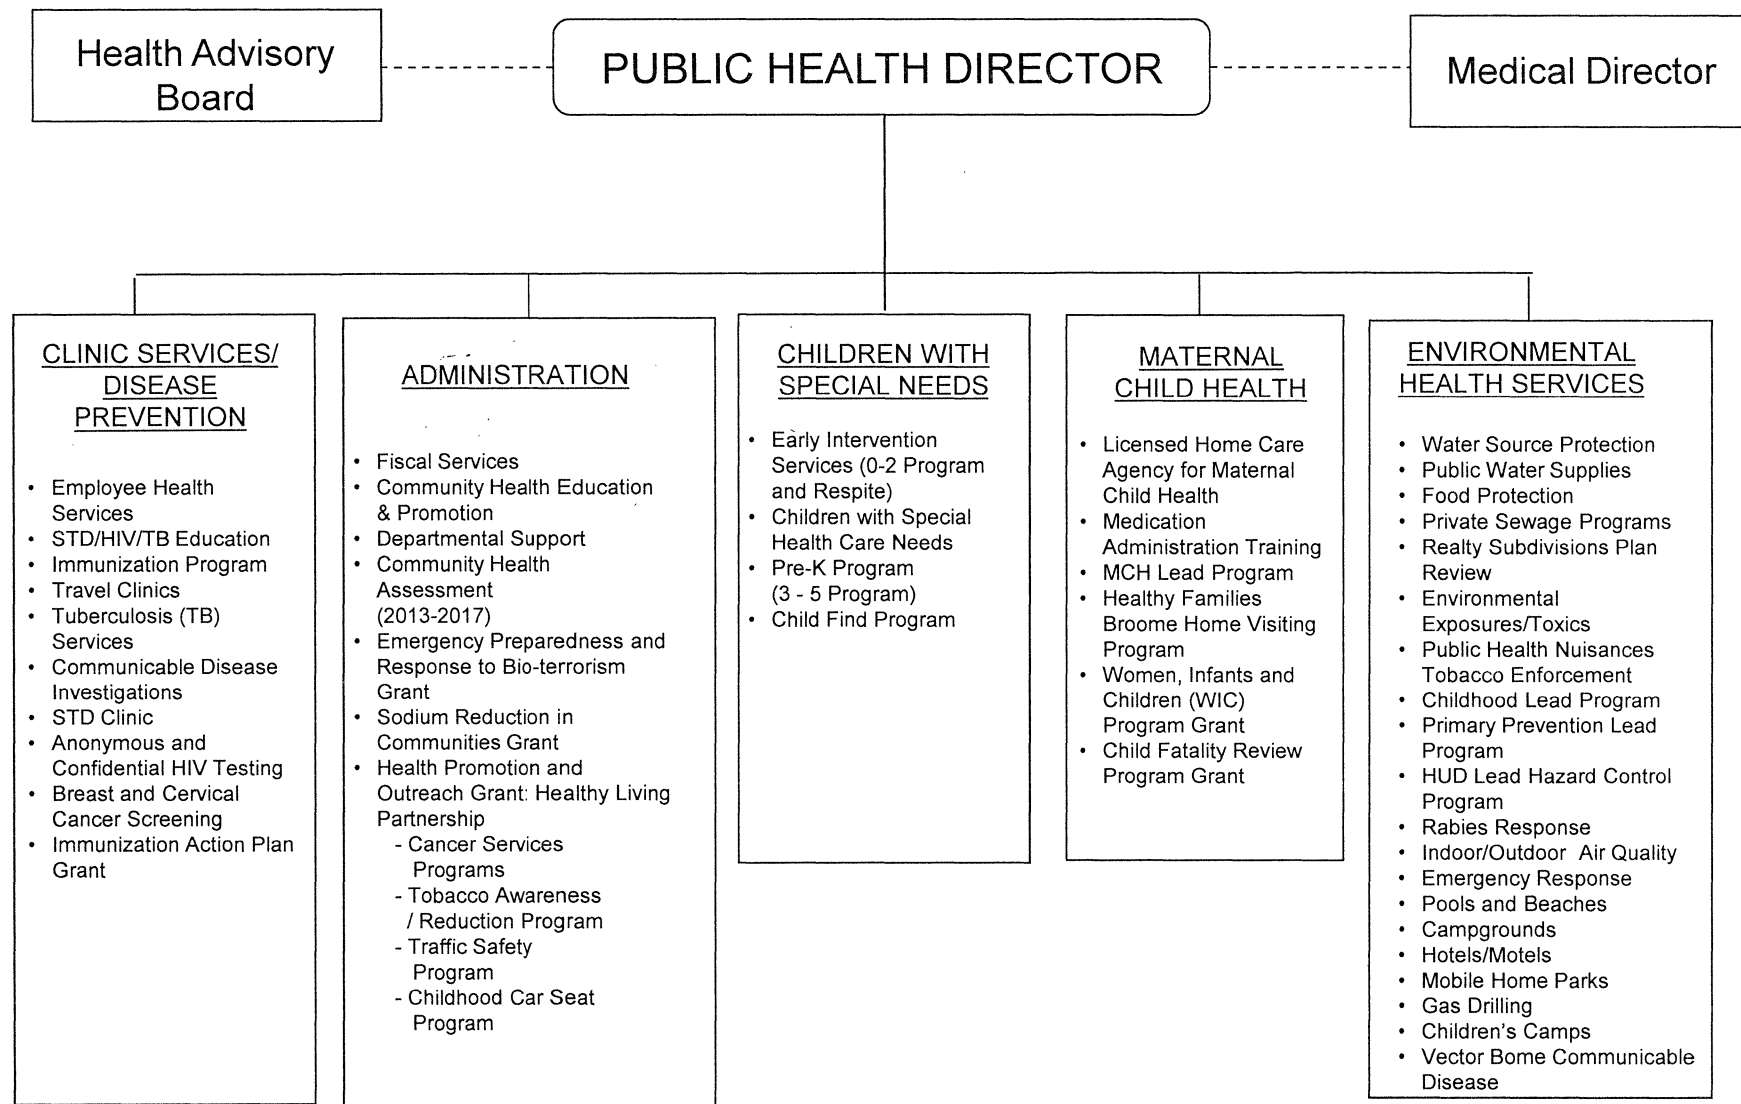 Health Advisory
Board
PUBLIC HEALTH DIRECTOR
Medical Director
CLINIC SERVICES/
DISEASE
PREVENTION
• Employee Health
Services
• STD/HIV/TB Education
• Immunization Program
• Travel Clinics
• Tuberculosis (TB)
Services
• Communicable Disease
Investigations
• STD Clinic
• Anonymous and
Confidential HIV Testing
• Breast and Cervical
Cancer Screening
• Immunization Action Plan
Grant
ADMINISTRATION
• Fiscal Services
• Community Health Education
& Promotion
• Departmental Support
• Community Health
Assessment
(2013-2017)
• Emergency Preparedness and
Response to Bio-terrorism
Grant
• Sodium Reduction in
Communities Grant
• Health Promotion and
Outreach Grant: Healthy Living
Partnership
- Cancer Services
Programs
- Tobacco Awareness
/ Reduction Program
- Traffic Safety
Program
- Childhood Car Seat
Program
CHILDREN WITH
SPECIAL NEEDS
• Early Intervention
Services (0-2 Program
and Respite)
• Children with Special
Health Care Needs
• Pre-K Program
(3 - 5 Program)
• Child Find Program
MATERNAL
CHILD HEALTH
• Licensed Home Care
Agency for Maternal
Child Health
• Medication
Administration Training
• MCH Lead Program
• Healthy Families
Broome Home Visiting
Program
• Women, Infants and
Children (WIC)
Program Grant
• Child Fatality Review
Program Grant
ENVIRONMENTAL
HEALTH SERVICES
• Water Source Protection
• Public Water Supplies
• Food Protection
• Private Sewage Programs
• Realty Subdivisions Plan
Review
• Environmental
Exposures/Toxics
• Public Health Nuisances
Tobacco Enforcement
• Childhood Lead Program
• Primary Prevention Lead
Program
• HUD Lead Hazard Control
Program
• Rabies Response
• Indoor/Outdoor Air Quality
• Emergency Response
• Pools and Beaches
• Campgrounds
• Hotels/Motels
• Mobile Home Parks
• Gas Drilling
• Children's Camps
• Vector Bome Communicable
Disease